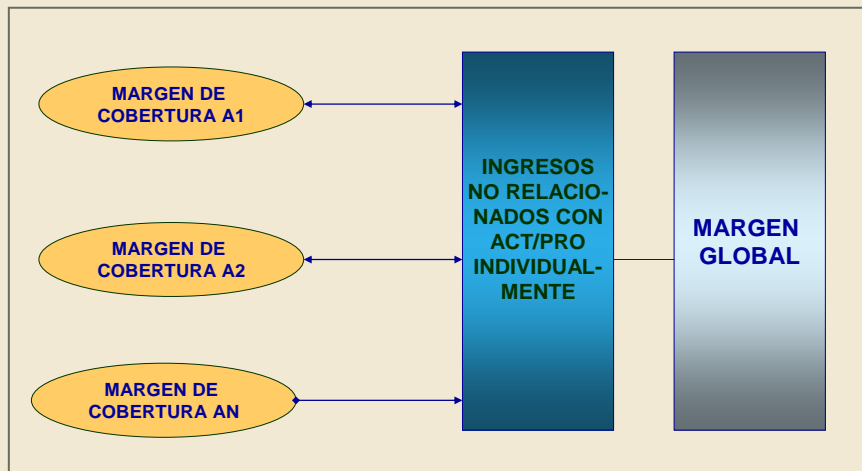 MARGEN DE
COBERTURA A1
MARGEN DE
COBERTURA A2
MARGEN DE
COBERTURA AN
INGRESOS
NO RELACIO-
NADOS CON
ACT/PRO
INDIVIDUAL-
MENTE
MARGEN
GLOBAL